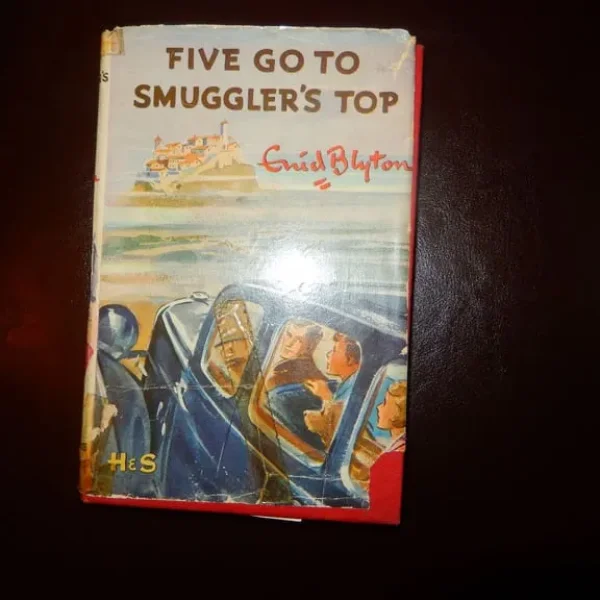 FIVE GO TO
SMUGGLER'S TOP
Enid Blyton
H & S